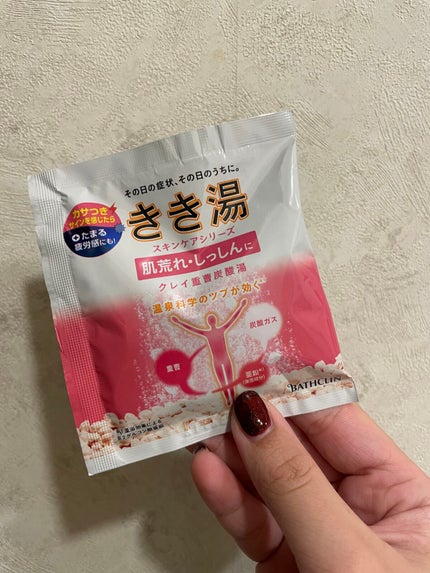 その日の症状、その日のうちに。
カサつき
サインを感じたら
+たまる
疲労感にも!
きき湯
スキンケアシリーズ
肌荒れ・しっしんに
クレイ重曹炭酸湯
温泉科学のツブが効く
炭酸ガス
重曹
亜鉛
BATHCLIN